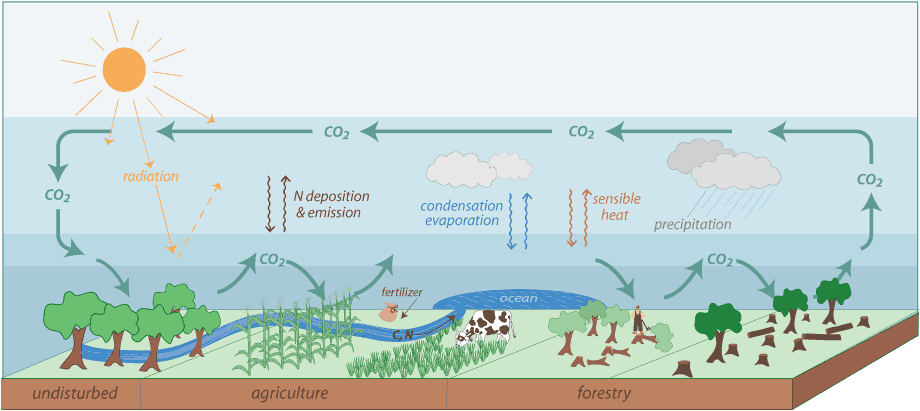 CO2
CO2
radiation
CO2
CO2
N deposition
& emission
condensation
evaporation
sensible
heat
precipitation
CO2
CO2
fertilizer
ocean
C,N
undisturbed
agriculture
forestry